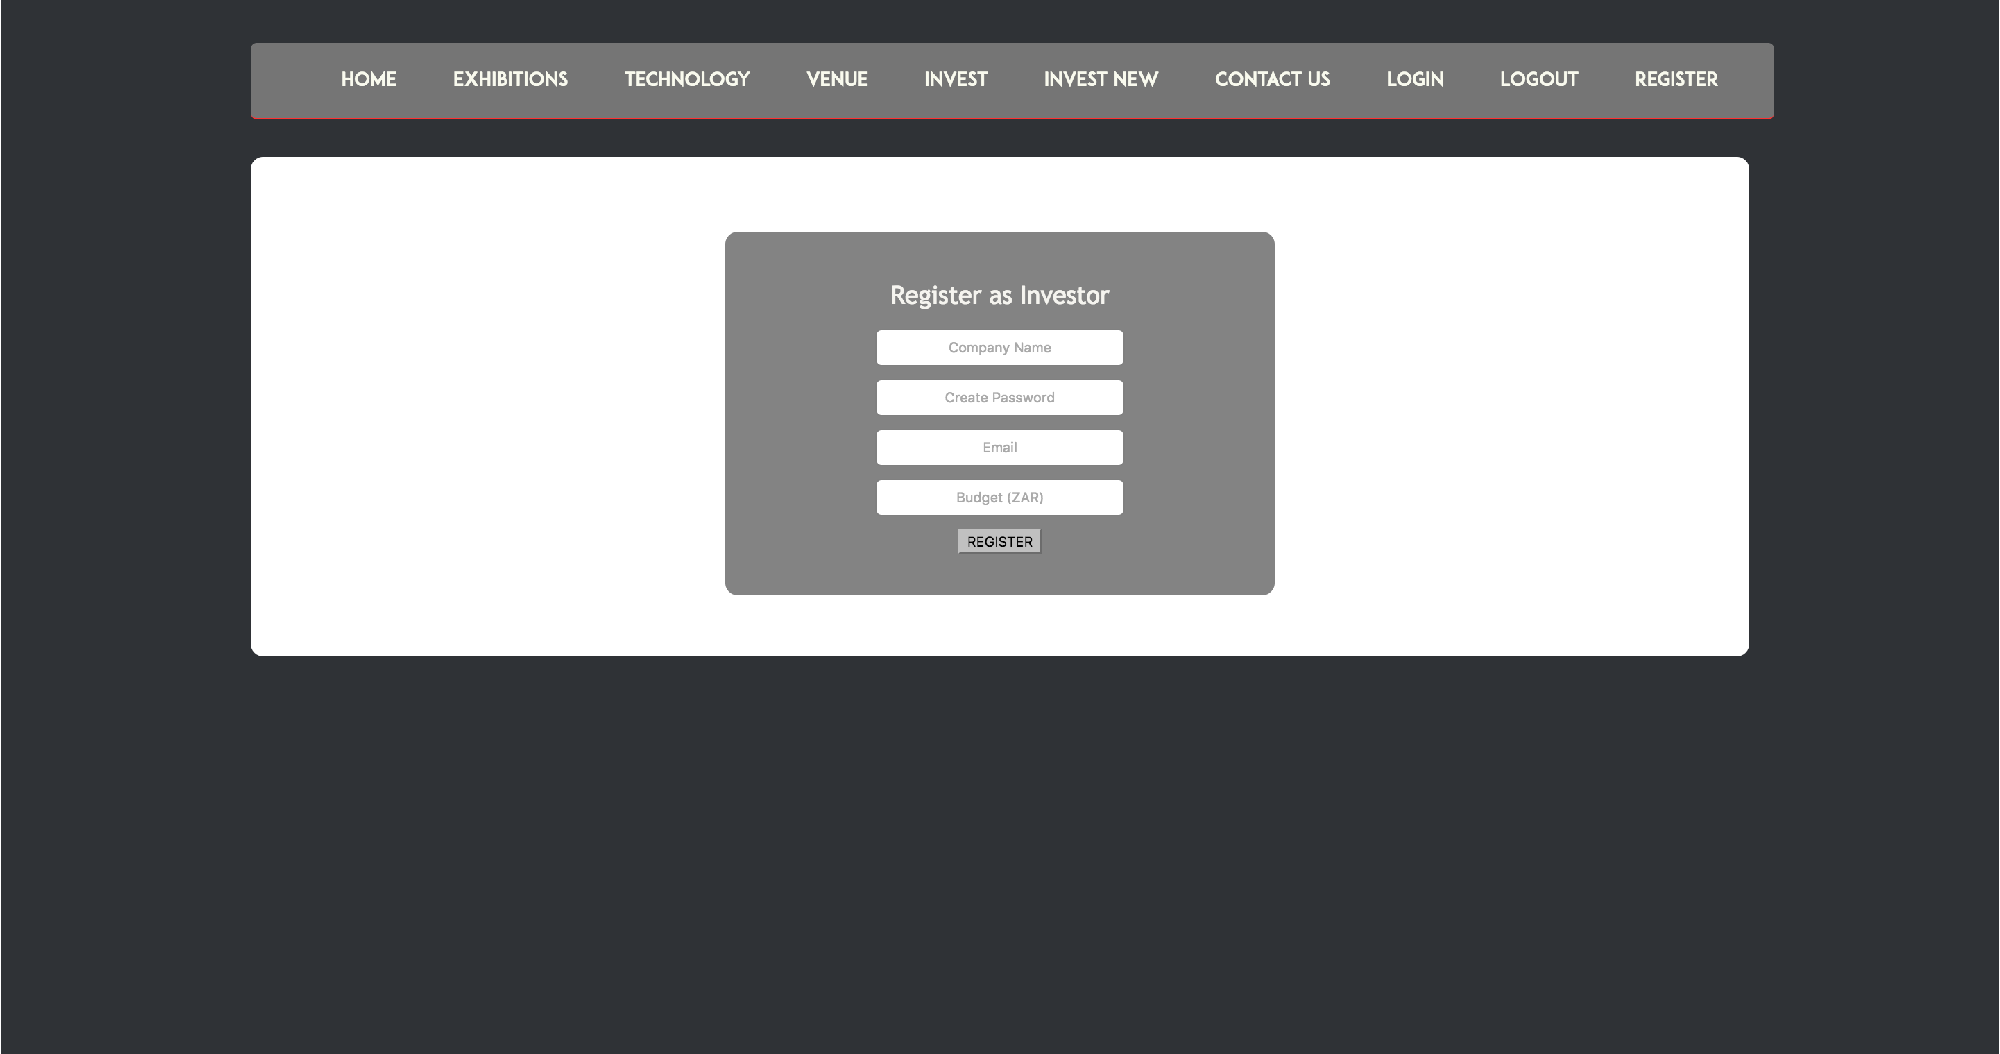 HOME EXHIBITIONS TECHNOLOGY VENUE INVEST INVEST NEW CONTACT US LOGIN LOGOUT REGISTER
Register as Investor
Company Name
Create Password
Email
Budget (ZAR)
REGISTER